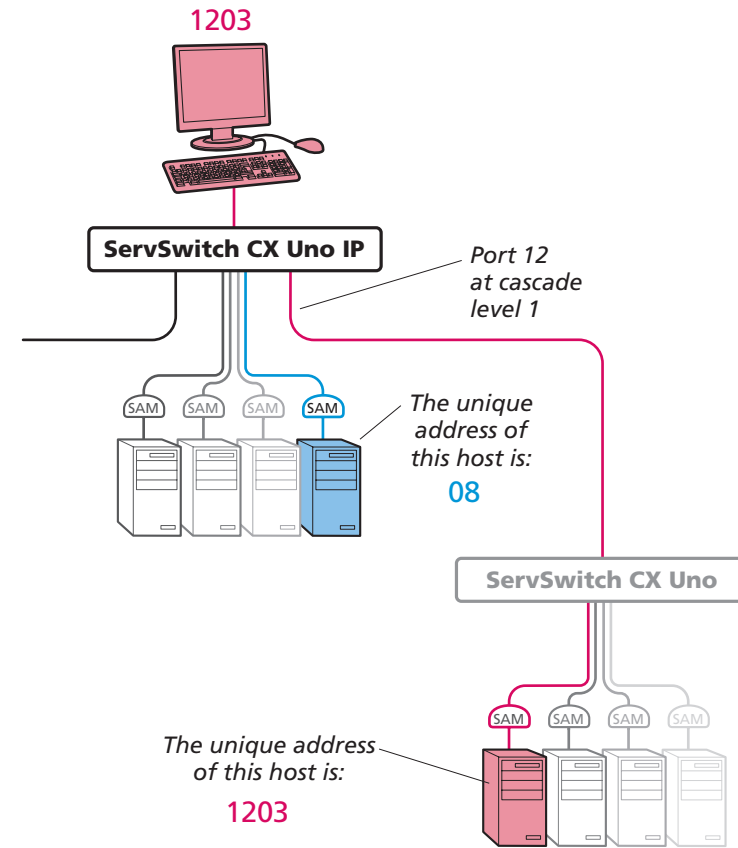 1203
ServSwitch CX Uno IP
Port 12
at cascade
level 1
SAM
SAM
SAM
SAM
The unique
address of
this host is:
08
ServSwitch CX Uno
SAM
SAM
SAM
SAM
The unique address
of this host is:
1203